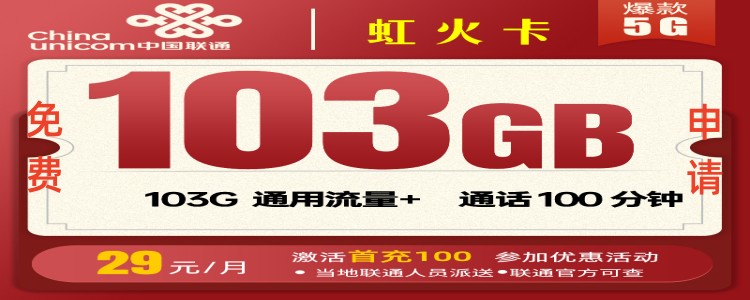 China
unicom中国联通
虹火卡
爆款
5G
免费
103GB
申请
103G 通用流量+ 通话100分钟
29元/月
激活首充100 参加优惠活动
• 当地联通人员派送 • 联通官方可查